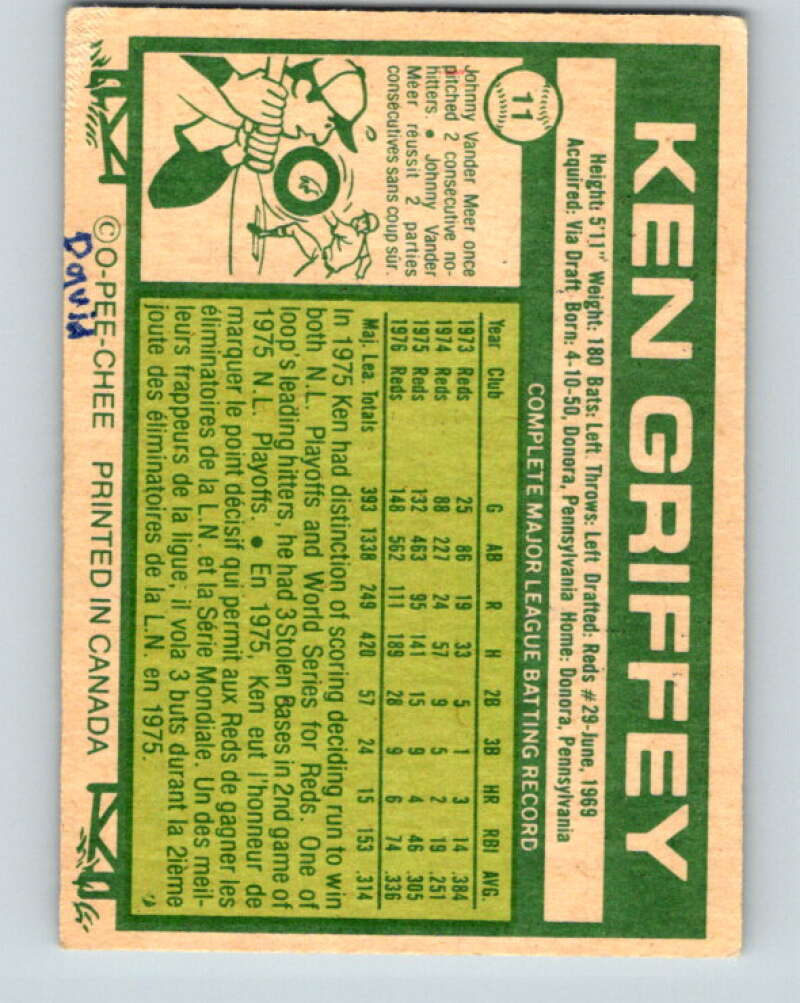 11
KEN GRIFFEY
Height: 5'11" Weight: 180 Bats: Left Throws: Left Drafted: Reds #29-June, 1969
Acquired: Via Draft Born: 4-10-50, Donora, Pennsylvania Home: Donora, Pennsylvania
COMPLETE MAJOR LEAGUE BATTING RECORD
Johnny Vander Meer once
pitched 2 consecutive no-
hitters. ● Johnny Vander
Meer réussit 2 parties
consécutives sans coup sûr.
Year Club G AB R H 2B 3B HR RBI AVG.
1973 Reds 25 86 19 33 5 1 3 14 .384
1974 Reds 88 227 24 57 9 5 2 19 .251
1975 Reds 132 463 95 141 15 9 4 46 .305
1976 Reds 148 562 111 189 28 9 6 74 .336
Maj. Lea. Totals 393 1338 249 420 57 24 15 153 .314
In 1975 Ken had distinction of scoring deciding run to win
both N.L. Playoffs and World Series for Reds. One of
loop's leading hitters, he had 3 Stolen Bases in 2nd game of
1975 N.L. Playoffs. ● En 1975, Ken eut l'honneur de
marquer le point décisif qui permit aux Reds de gagner les
éliminatoires de la L.N. et la Série Mondiale. Un des meil-
leurs frappeurs de la ligue; il vola 3 buts durant la 2ième
joute des éliminatoires de la L.N. en 1975.
© O-PEE-CHEE PRINTED IN CANADA
David